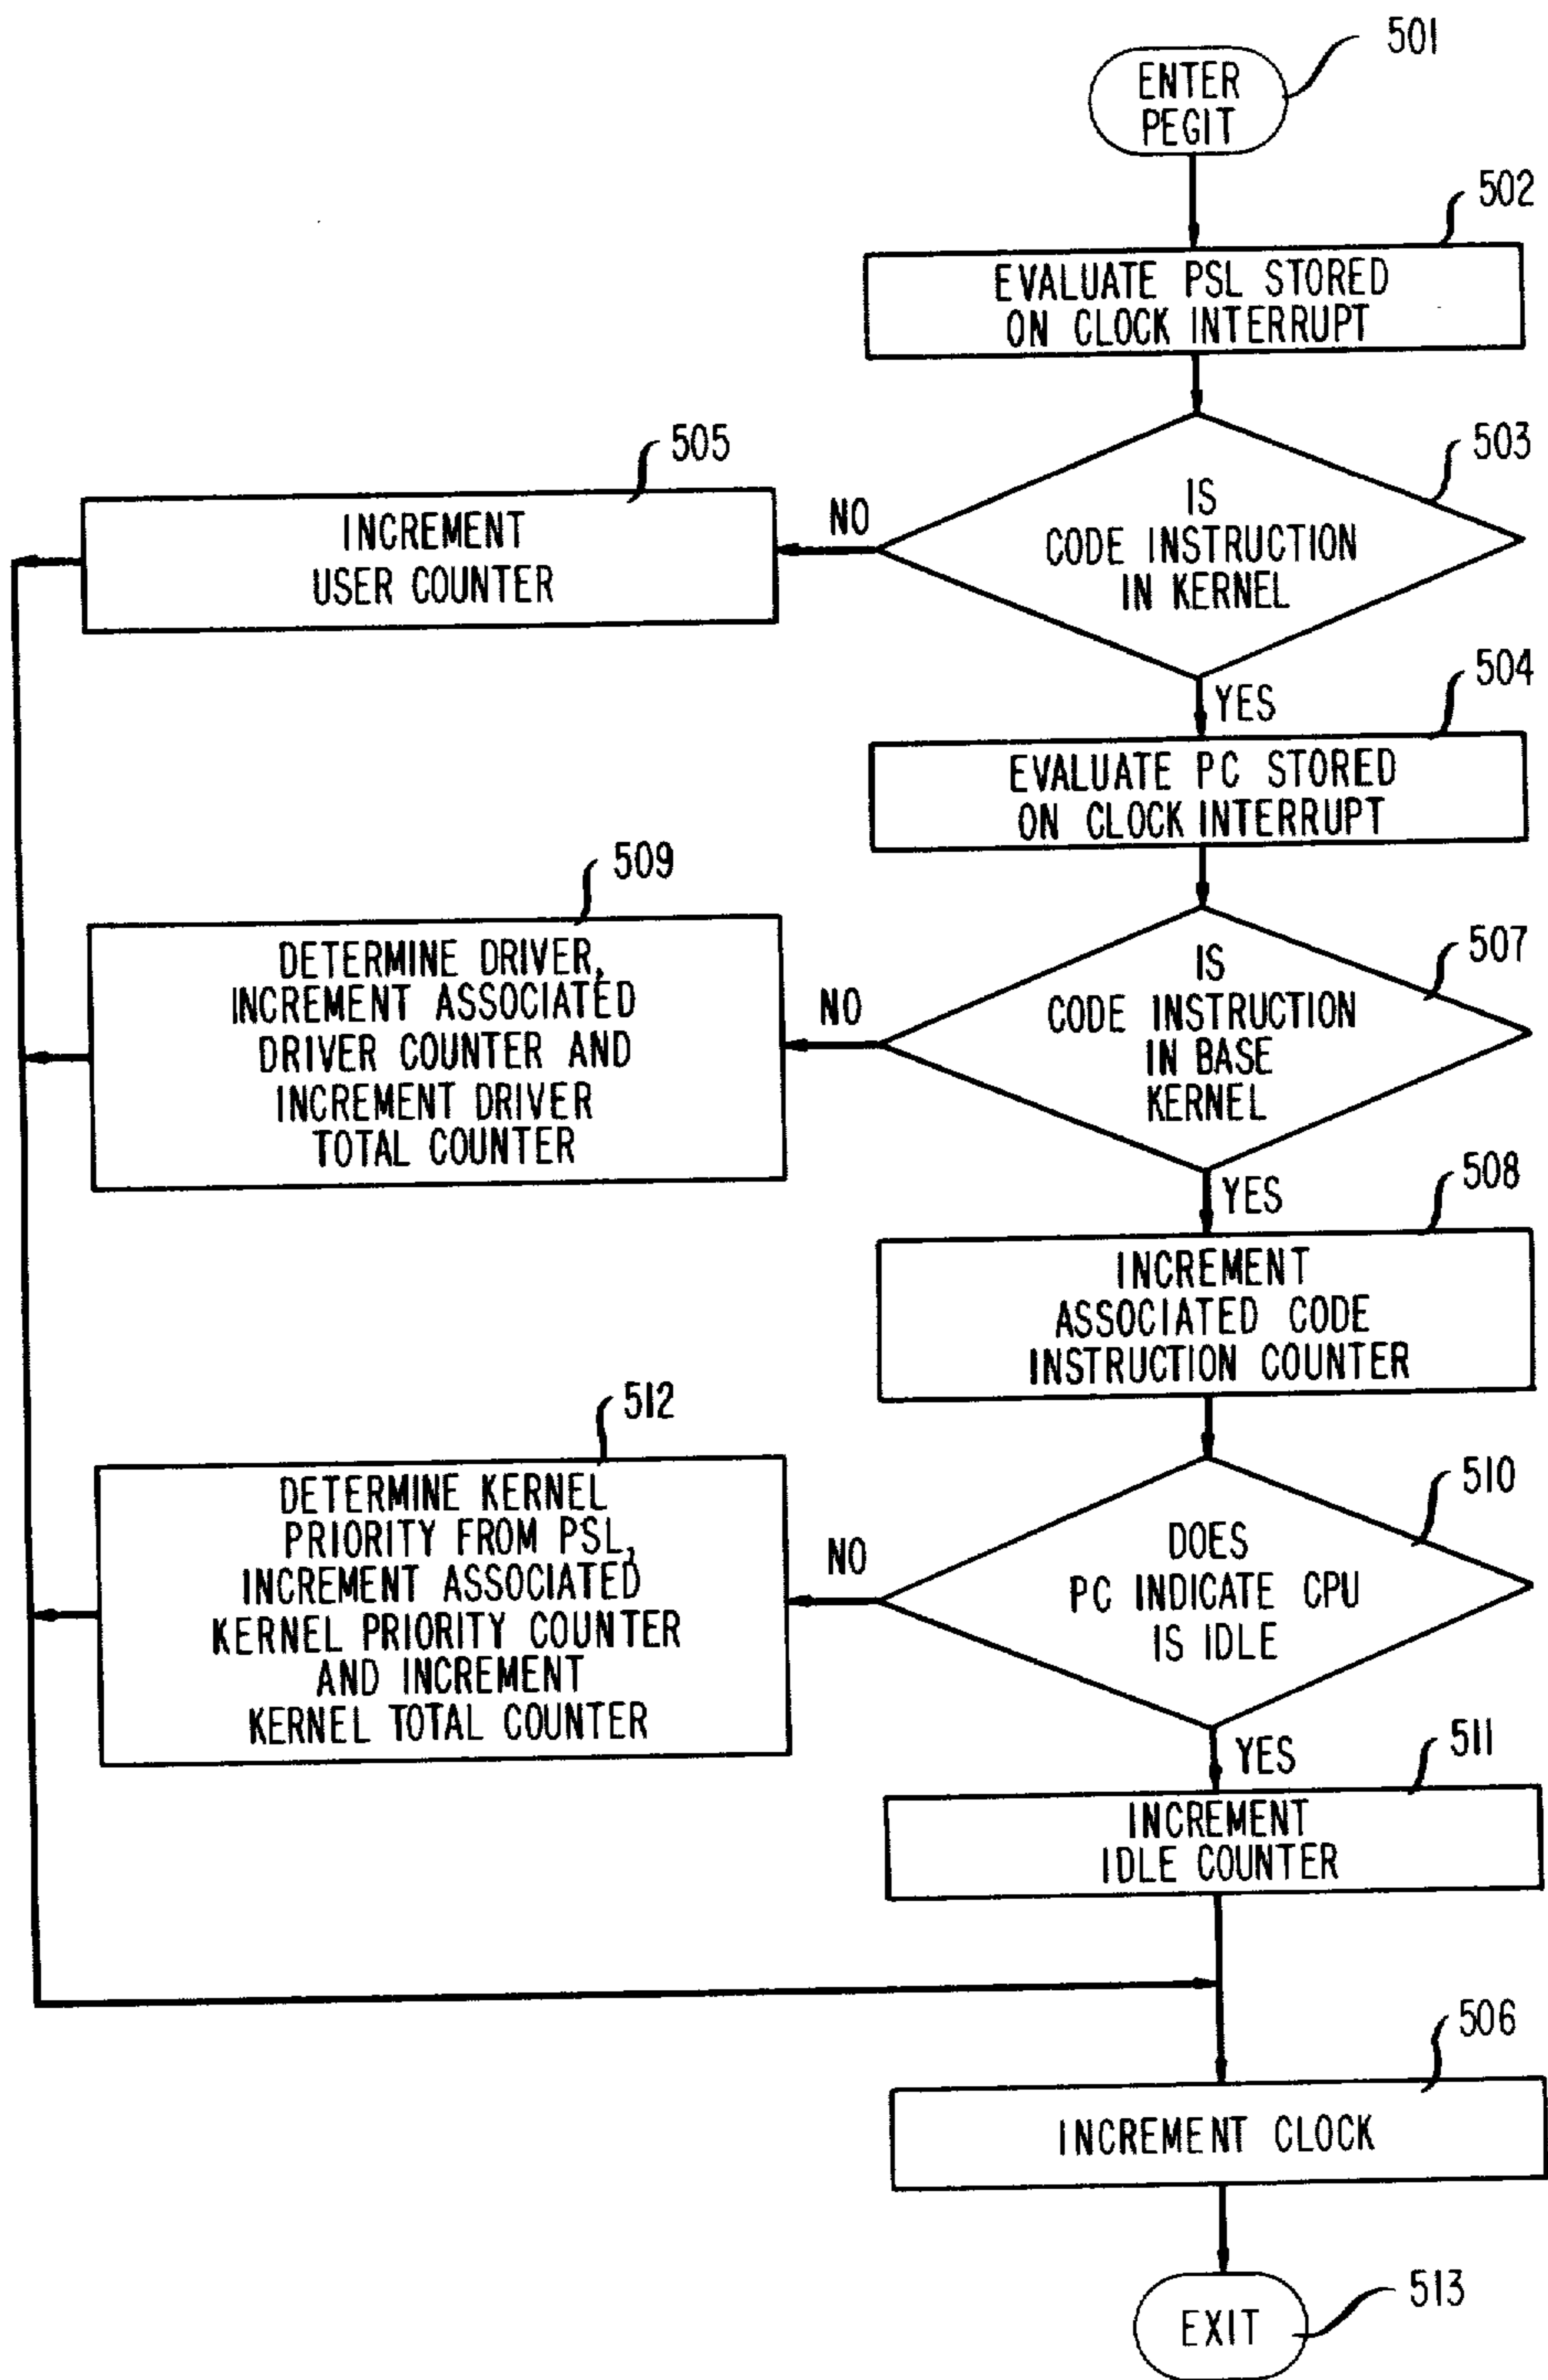 501
ENTER
PEGIT
502
EVALUATE PSL STORED
ON CLOCK INTERRUPT
503
IS
CODE INSTRUCTION
IN KERNEL
NO
505
INCREMENT
USER COUNTER
YES
504
EVALUATE PC STORED
ON CLOCK INTERRUPT
507
IS
CODE INSTRUCTION
IN BASE
KERNEL
NO
509
DETERMINE DRIVER,
INCREMENT ASSOCIATED
DRIVER COUNTER AND
INCREMENT DRIVER
TOTAL COUNTER
YES
508
INCREMENT
ASSOCIATED CODE
INSTRUCTION COUNTER
510
DOES
PC INDICATE CPU
IS IDLE
NO
512
DETERMINE KERNEL
PRIORITY FROM PSL,
INCREMENT ASSOCIATED
KERNEL PRIORITY COUNTER
AND INCREMENT
KERNEL TOTAL COUNTER
YES
511
INCREMENT
IDLE COUNTER
506
INCREMENT CLOCK
EXIT
513